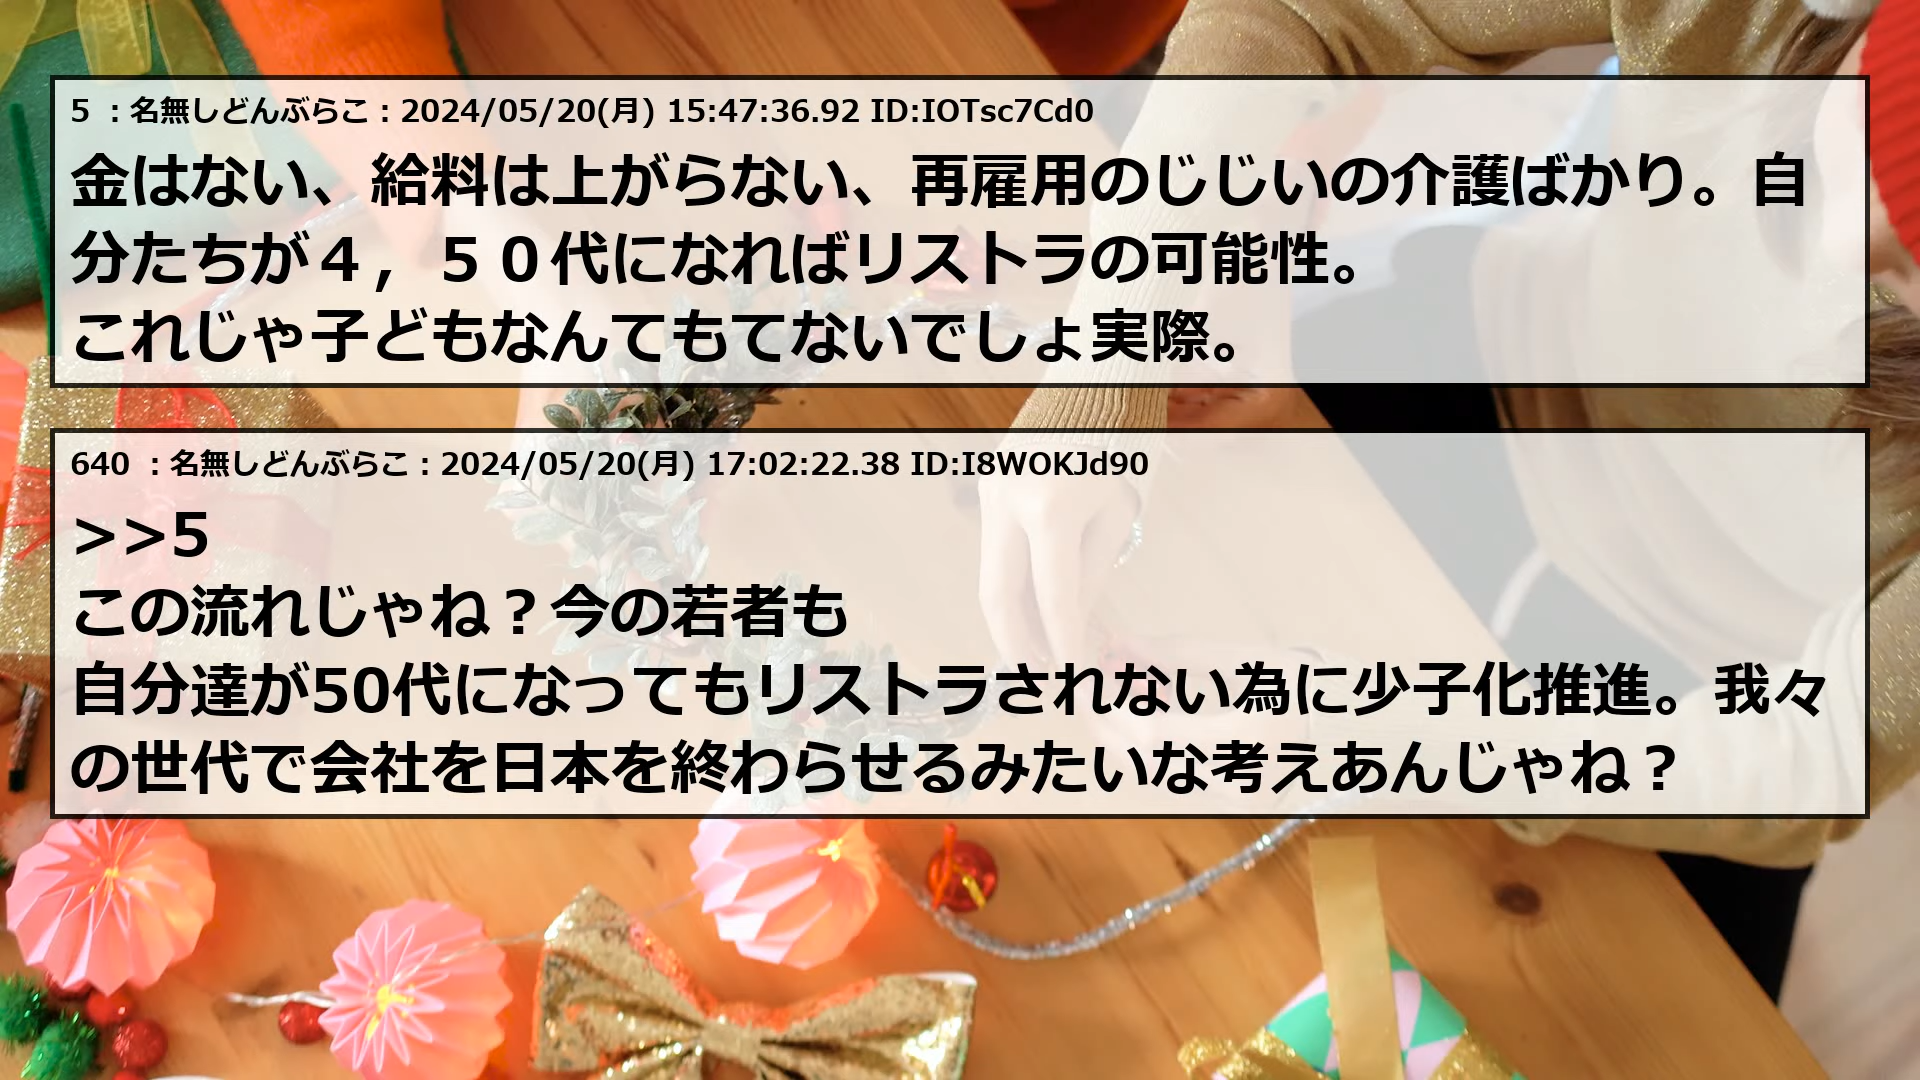 5 ：名無しどんぶらこ：2024/05/20(月) 15:47:36.92 ID:IOTsc7Cd0
金はない、給料は上がらない、再雇用のじじいの介護ばかり。自
分たちが４，５０代になればリストラの可能性。
これじゃ子どもなんてもてないでしょ実際。
640 ：名無しどんぶらこ：2024/05/20(月) 17:02:22.38 ID:I8WOKJd90
>>5
この流れじゃね？今の若者も
自分達が50代になってもリストラされない為に少子化推進。我々
の世代で会社を日本を終わらせるみたいな考えあんじゃね？